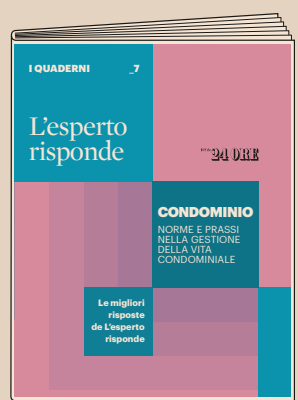 I QUADERNI _7
L'esperto
risponde
24 ORE
CONDOMINIO
NORME E PRASSI
NELLA GESTIONE
DELLA VITA
CONDOMINIALE
Le migliori
risposte
de L'esperto
risponde